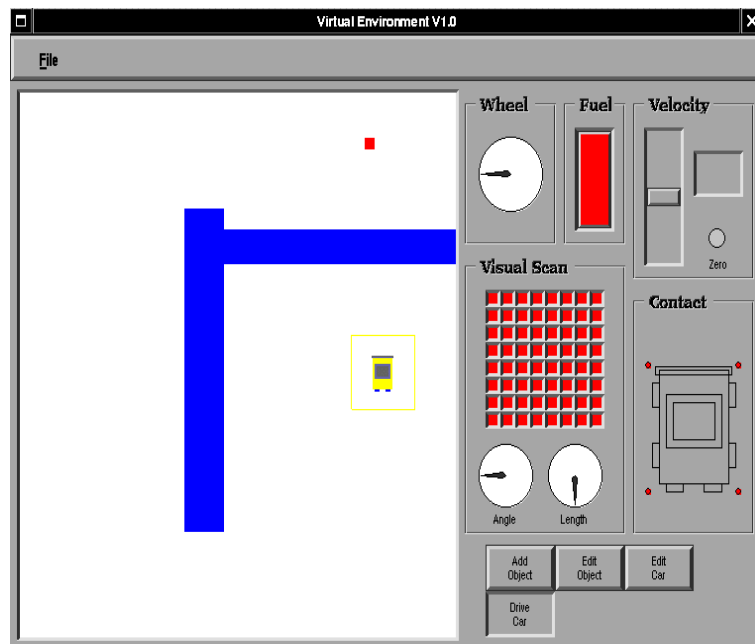 Virtual Environment V1.0
File
Wheel
Fuel
Velocity
Zero
Visual Scan
Angle
Length
Contact
Add
Object
Edit
Object
Edit
Car
Drive
Car